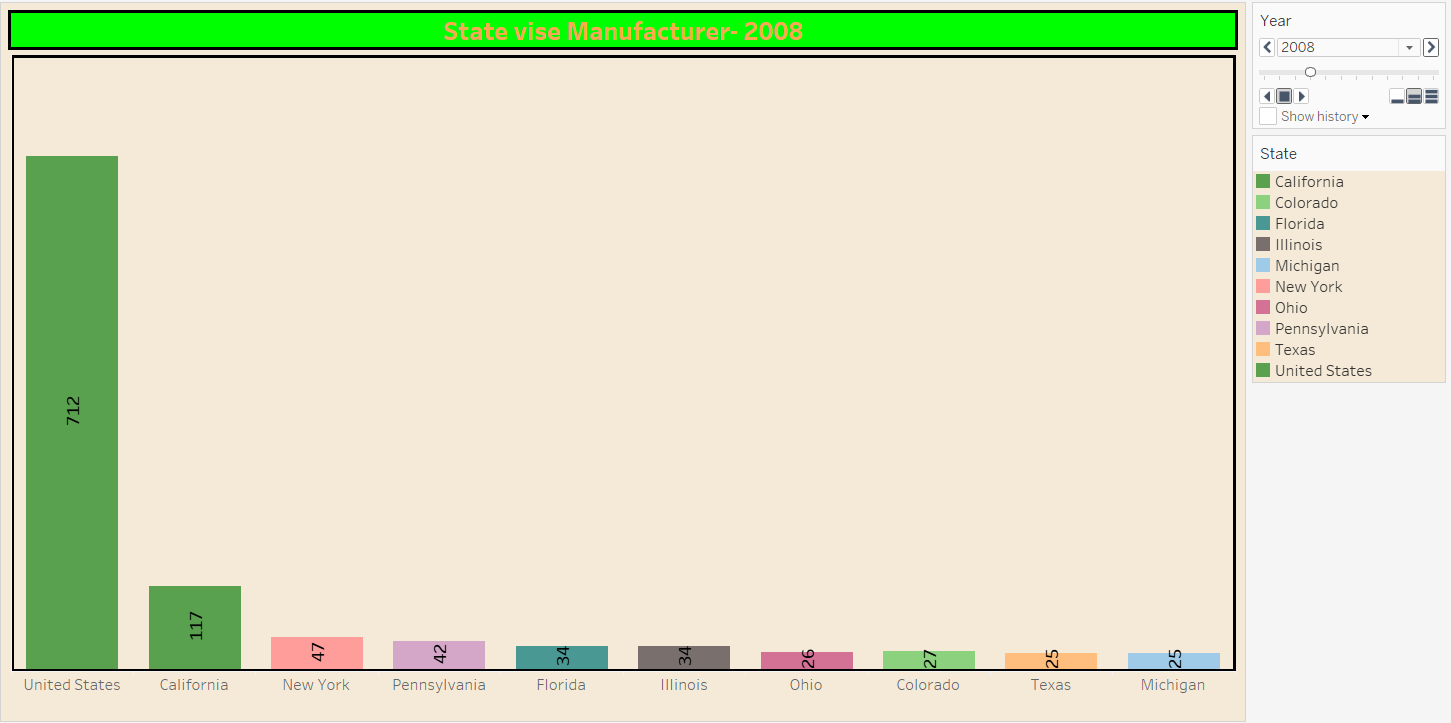 State vise Manufacturer- 2008
712
117
47
42
34
34
26
27
25
25
United States
California
New York
Pennsylvania
Florida
Illinois
Ohio
Colorado
Texas
Michigan
Year
2008
Show history
State
California
Colorado
Florida
Illinois
Michigan
New York
Ohio
Pennsylvania
Texas
United States